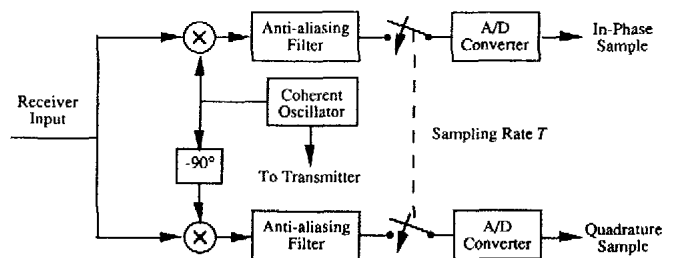 Anti-aliasing
Filter
A/D
Converter
In-Phase
Sample
Receiver
Input
Coherent
Oscillator
Sampling Rate T
-90°
To Transmitter
Anti-aliasing
Filter
A/D
Converter
Quadrature
Sample